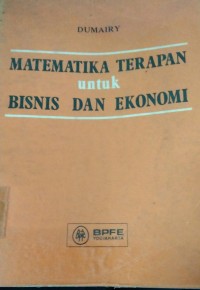 DUMAIRY
MATEMATIKA TERAPAN
untuk
BISNIS DAN EKONOMI
BPFE
YOGYAKARTA